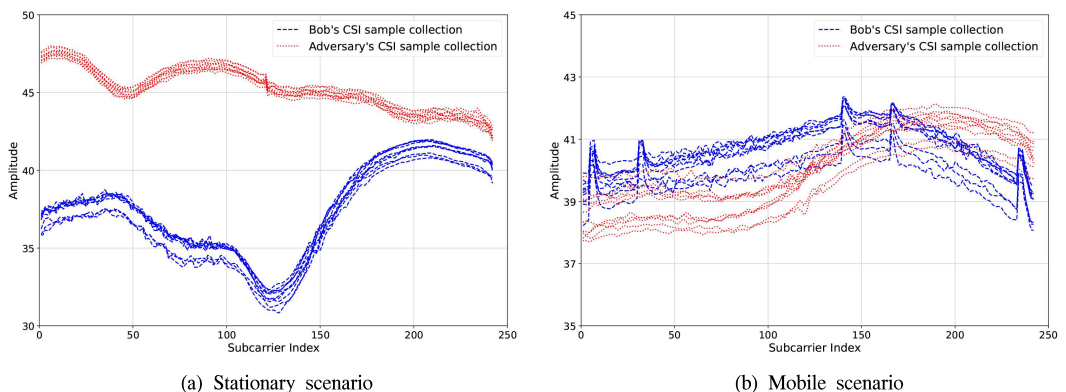 50
45
40
35
30
Amplitude
Bob's CSI sample collection
Adversary's CSI sample collection
0
50
100
150
200
250
Subcarrier Index
(a) Stationary scenario
45
43
41
39
37
35
Amplitude
Bob's CSI sample collection
Adversary's CSI sample collection
0
50
100
150
200
250
Subcarrier Index
(b) Mobile scenario